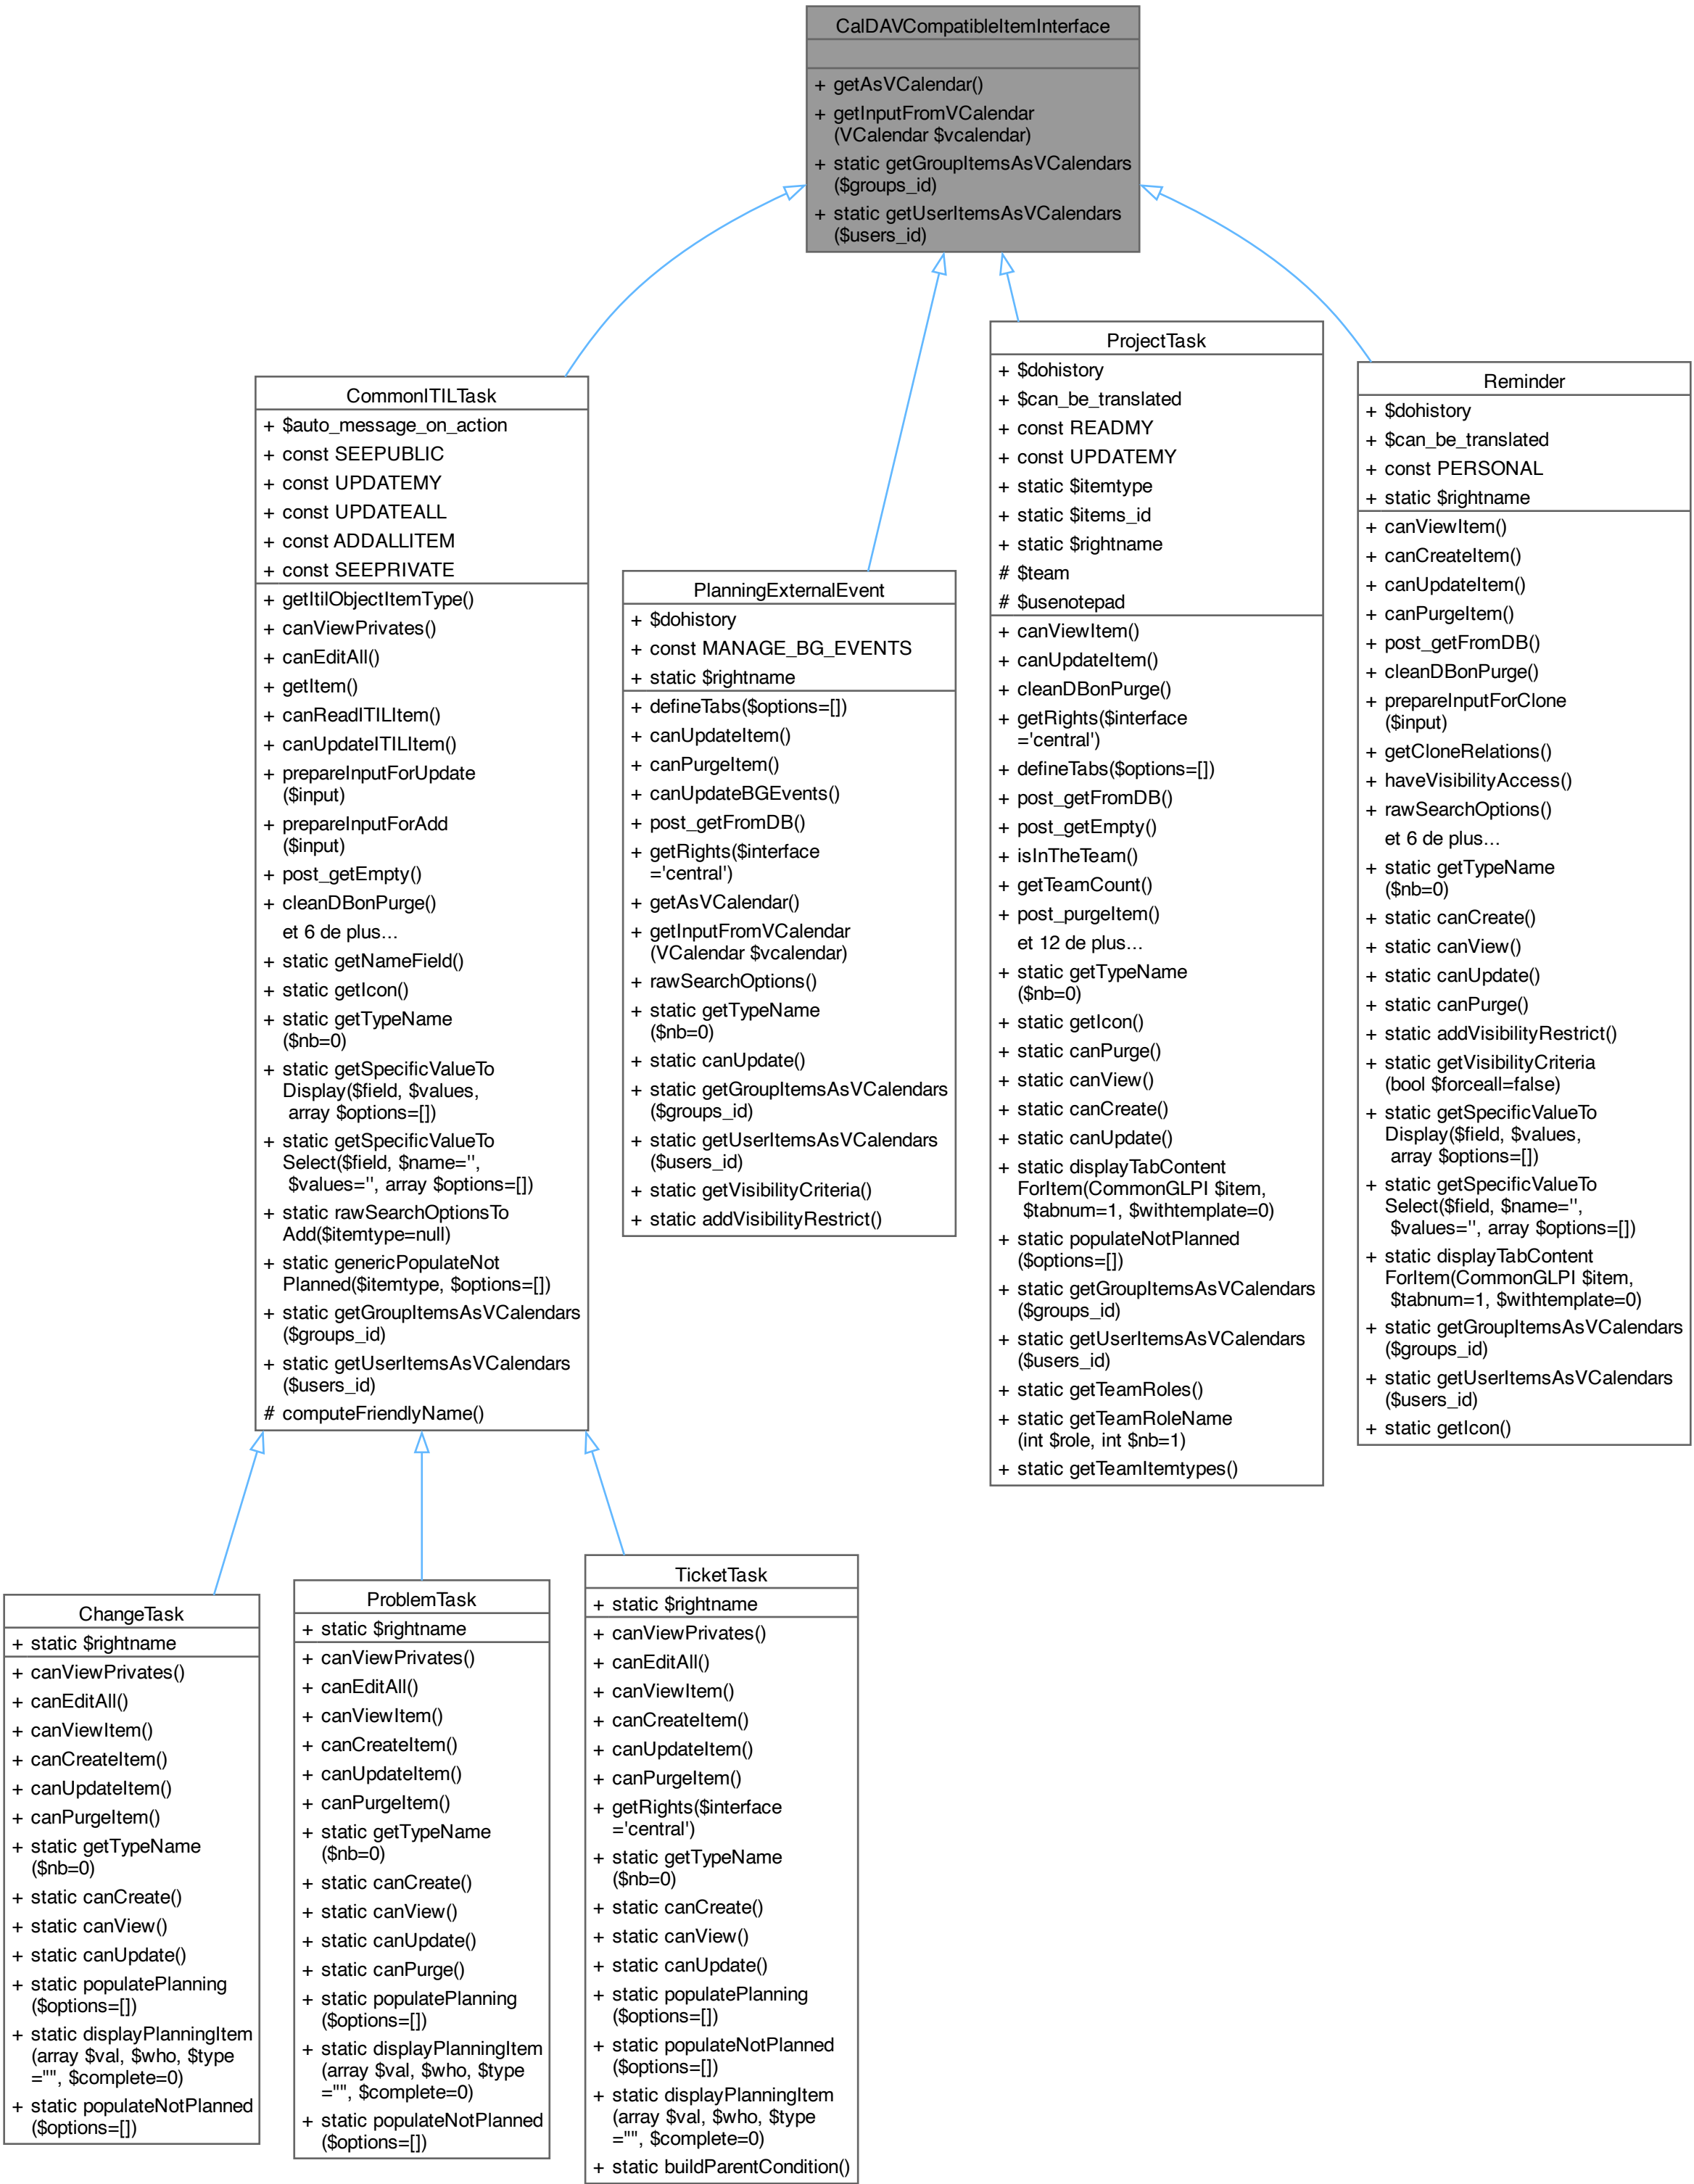 CalDAVCompatibleItemInterface
+ getAsVCalendar()
+ getInputFromVCalendar
(VCalendar $vcalendar)
+ static getGroupItemsAsVCalendars
($groups_id)
+ static getUserItemsAsVCalendars
($users_id)
CommonITILTask
+ $auto_message_on_action
+ const SEEPUBLIC
+ const UPDATEMY
+ const UPDATEALL
+ const ADDALLITEM
+ const SEEPRIVATE
+ getItilObjectItemType()
+ canViewPrivates()
+ canEditAll()
+ getItem()
+ canReadITILItem()
+ canUpdateITILItem()
+ prepareInputForUpdate
($input)
+ prepareInputForAdd
($input)
+ post_getEmpty()
+ cleanDBonPurge()
et 6 de plus...
+ static getNameField()
+ static getIcon()
+ static getTypeName
($nb=0)
+ static getSpecificValueTo
Display($field, $values,
array $options=[])
+ static getSpecificValueTo
Select($field, $name='',
$values='', array $options=[])
+ static rawSearchOptionsTo
Add($itemtype=null)
+ static genericPopulateNot
Planned($itemtype, $options=[])
+ static getGroupItemsAsVCalendars
($groups_id)
+ static getUserItemsAsVCalendars
($users_id)
# computeFriendlyName()
PlanningExternalEvent
+ $dohistory
+ const MANAGE_BG_EVENTS
+ static $rightname
+ defineTabs($options=[])
+ canUpdateItem()
+ canPurgeItem()
+ canUpdateBGEvents()
+ post_getFromDB()
+ getRights($interface
='central')
+ getAsVCalendar()
+ getInputFromVCalendar
(VCalendar $vcalendar)
+ rawSearchOptions()
+ static getTypeName
($nb=0)
+ static canUpdate()
+ static getGroupItemsAsVCalendars
($groups_id)
+ static getUserItemsAsVCalendars
($users_id)
+ static getVisibilityCriteria()
+ static addVisibilityRestrict()
ProjectTask
+ $dohistory
+ $can_be_translated
+ const READMY
+ const UPDATEMY
+ static $itemtype
+ static $items_id
+ static $rightname
# $team
# $usenotepad
+ canViewItem()
+ canUpdateItem()
+ cleanDBonPurge()
+ getRights($interface
='central')
+ defineTabs($options=[])
+ post_getFromDB()
+ post_getEmpty()
+ isInTheTeam()
+ getTeamCount()
+ post_purgeItem()
et 12 de plus...
+ static getTypeName
($nb=0)
+ static getIcon()
+ static canPurge()
+ static canView()
+ static canCreate()
+ static canUpdate()
+ static displayTabContent
ForItem(CommonGLPI $item,
$tabnum=1, $withtemplate=0)
+ static populateNotPlanned
($options=[])
+ static getGroupItemsAsVCalendars
($groups_id)
+ static getUserItemsAsVCalendars
($users_id)
+ static getTeamRoles()
+ static getTeamRoleName
(int $role, int $nb=1)
+ static getTeamItemtypes()
Reminder
+ $dohistory
+ $can_be_translated
+ const PERSONAL
+ static $rightname
+ canViewItem()
+ canCreateItem()
+ canUpdateItem()
+ canPurgeItem()
+ post_getFromDB()
+ cleanDBonPurge()
+ prepareInputForClone
($input)
+ getCloneRelations()
+ haveVisibilityAccess()
+ rawSearchOptions()
et 6 de plus...
+ static getTypeName
($nb=0)
+ static canCreate()
+ static canView()
+ static canUpdate()
+ static canPurge()
+ static addVisibilityRestrict()
+ static getVisibilityCriteria
(bool $forceall=false)
+ static getSpecificValueTo
Display($field, $values,
array $options=[])
+ static getSpecificValueTo
Select($field, $name='',
$values='', array $options=[])
+ static displayTabContent
ForItem(CommonGLPI $item,
$tabnum=1, $withtemplate=0)
+ static getGroupItemsAsVCalendars
($groups_id)
+ static getUserItemsAsVCalendars
($users_id)
+ static getIcon()
ChangeTask
+ static $rightname
+ canViewPrivates()
+ canEditAll()
+ canViewItem()
+ canCreateItem()
+ canUpdateItem()
+ canPurgeItem()
+ static getTypeName
($nb=0)
+ static canCreate()
+ static canView()
+ static canUpdate()
+ static populatePlanning
($options=[])
+ static displayPlanningItem
(array $val, $who, $type
="", $complete=0)
+ static populateNotPlanned
($options=[])
ProblemTask
+ static $rightname
+ canViewPrivates()
+ canEditAll()
+ canViewItem()
+ canCreateItem()
+ canUpdateItem()
+ canPurgeItem()
+ static getTypeName
($nb=0)
+ static canCreate()
+ static canView()
+ static canUpdate()
+ static canPurge()
+ static populatePlanning
($options=[])
+ static displayPlanningItem
(array $val, $who, $type
="", $complete=0)
+ static populateNotPlanned
($options=[])
TicketTask
+ static $rightname
+ canViewPrivates()
+ canEditAll()
+ canViewItem()
+ canCreateItem()
+ canUpdateItem()
+ canPurgeItem()
+ getRights($interface
='central')
+ static getTypeName
($nb=0)
+ static canCreate()
+ static canView()
+ static canUpdate()
+ static populatePlanning
($options=[])
+ static populateNotPlanned
($options=[])
+ static displayPlanningItem
(array $val, $who, $type
="", $complete=0)
+ static buildParentCondition()